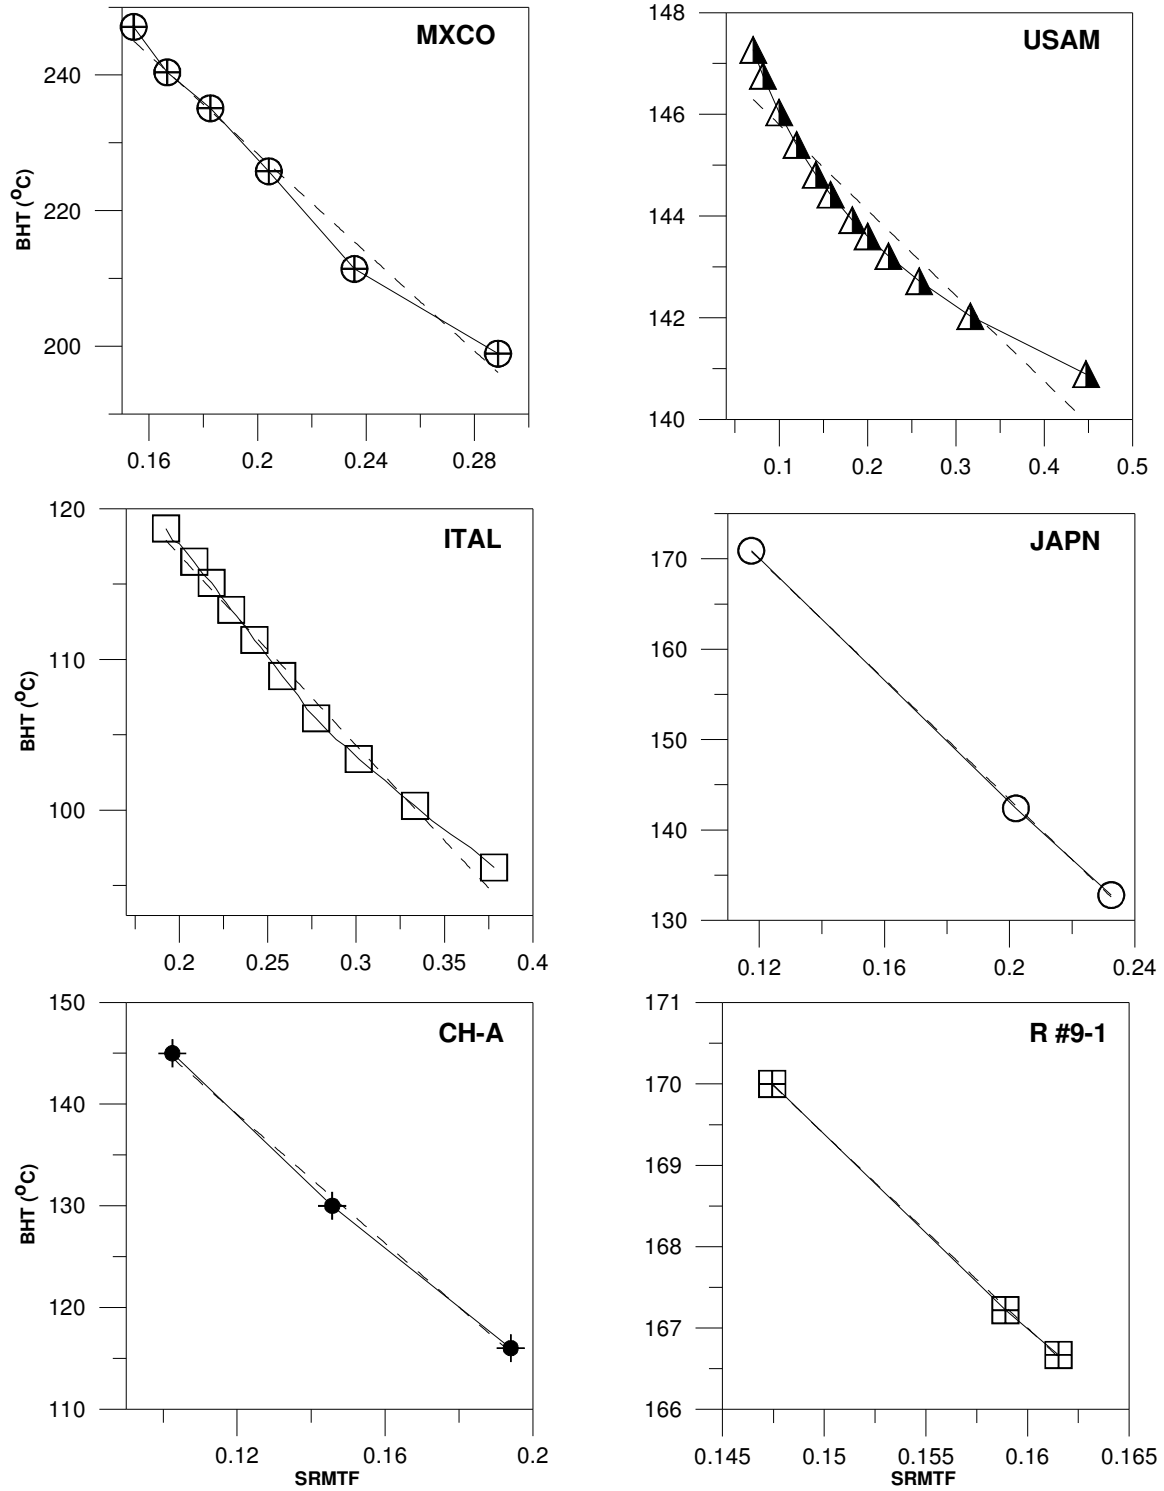 MXCO
240
220
200
BHT (°C)
0.16 0.2 0.24 0.28
USAM
148
146
144
142
140
0.1 0.2 0.3 0.4 0.5
ITAL
120
110
100
BHT (°C)
0.2 0.25 0.3 0.35 0.4
JAPN
170
160
150
140
130
0.12 0.16 0.2 0.24
CH-A
150
140
130
120
110
BHT (°C)
0.12 0.16 0.2
SRMTF
R #9-1
171
170
169
168
167
166
0.145 0.15 0.155 0.16 0.165
SRMTF